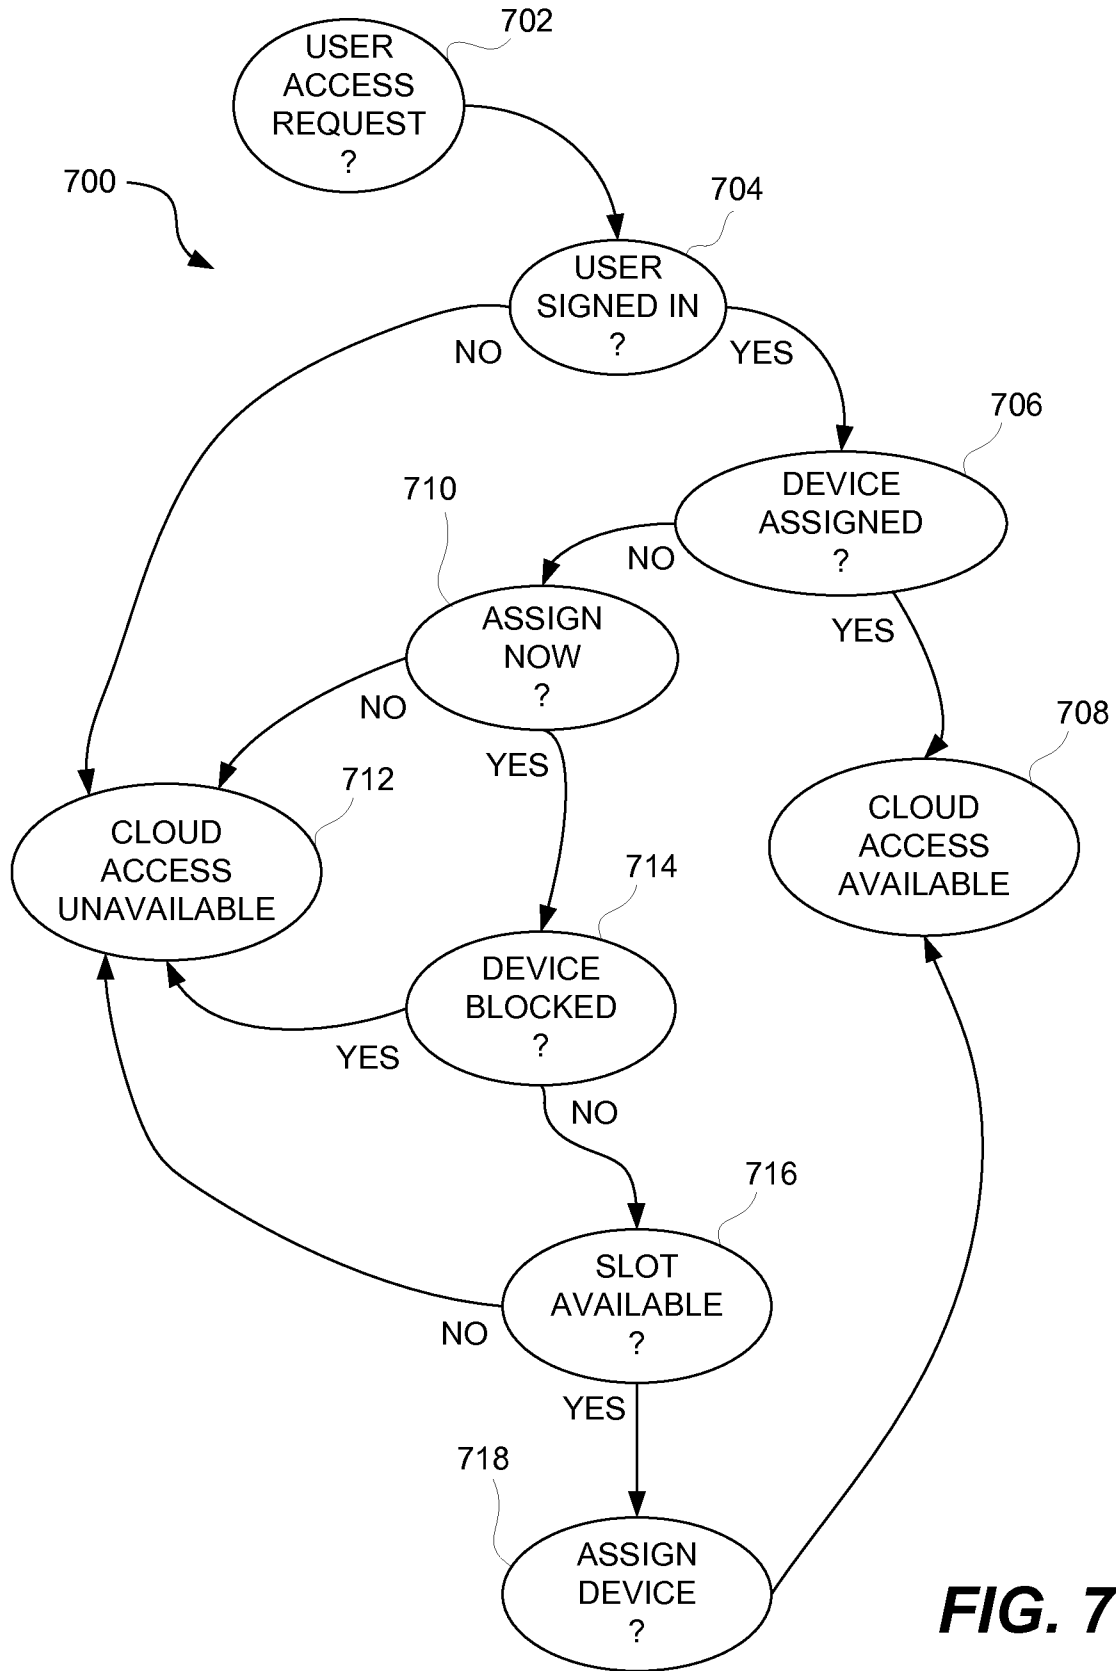 702
USER
ACCESS
REQUEST
?
700
704
USER
SIGNED IN
?
NO
YES
706
DEVICE
ASSIGNED
?
NO
YES
710
ASSIGN
NOW
?
NO
YES
708
CLOUD
ACCESS
AVAILABLE
712
CLOUD
ACCESS
UNAVAILABLE
714
DEVICE
BLOCKED
?
YES
NO
716
SLOT
AVAILABLE
?
NO
YES
718
ASSIGN
DEVICE
?
FIG. 7